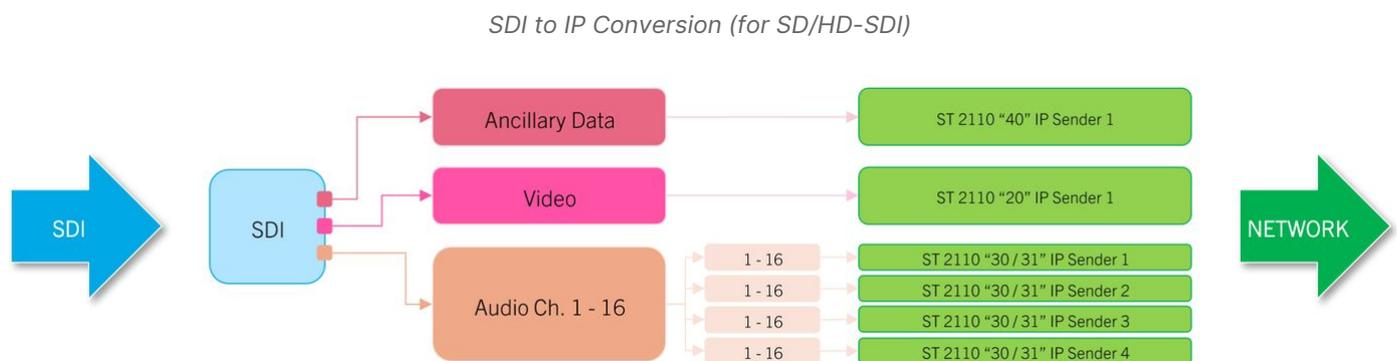 SDI to IP Conversion (for SD/HD-SDI)
Ancillary Data
ST 2110 “40” IP Sender 1
SDI
SDI
Video
ST 2110 “20” IP Sender 1
NETWORK
Audio Ch. 1 - 16
1 - 16
ST 2110 “30 / 31” IP Sender 1
1 - 16
ST 2110 “30 / 31” IP Sender 2
1 - 16
ST 2110 “30 / 31” IP Sender 3
1 - 16
ST 2110 “30 / 31” IP Sender 4